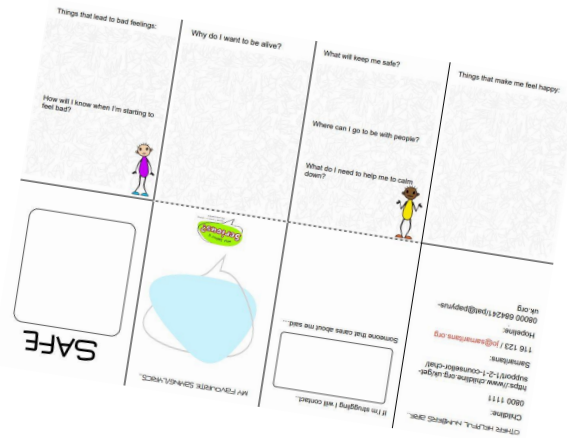 Things that lead to bad feelings:
How will I know when I'm starting to
feel bad?
Why do I want to be alive?
What will keep me safe?
Where can I go to be with people?
What do I need to help me to calm
down?
Things that make me feel happy:
SAFE
MY FAVOURITE SAYINGS/LYRICS...
If I'm struggling I will contact...
Someone that cares about me said....
OTHER HELPFUL NUMBERS ARE:
Childline:
0800 1111
https://www.childline.org.uk/get-
support/1-2-1-counsellor-chat/
Samaritans:
116 123 / jo@samaritans.org
Hopeline:
08000 684241/pat@papyrus-
uk.org